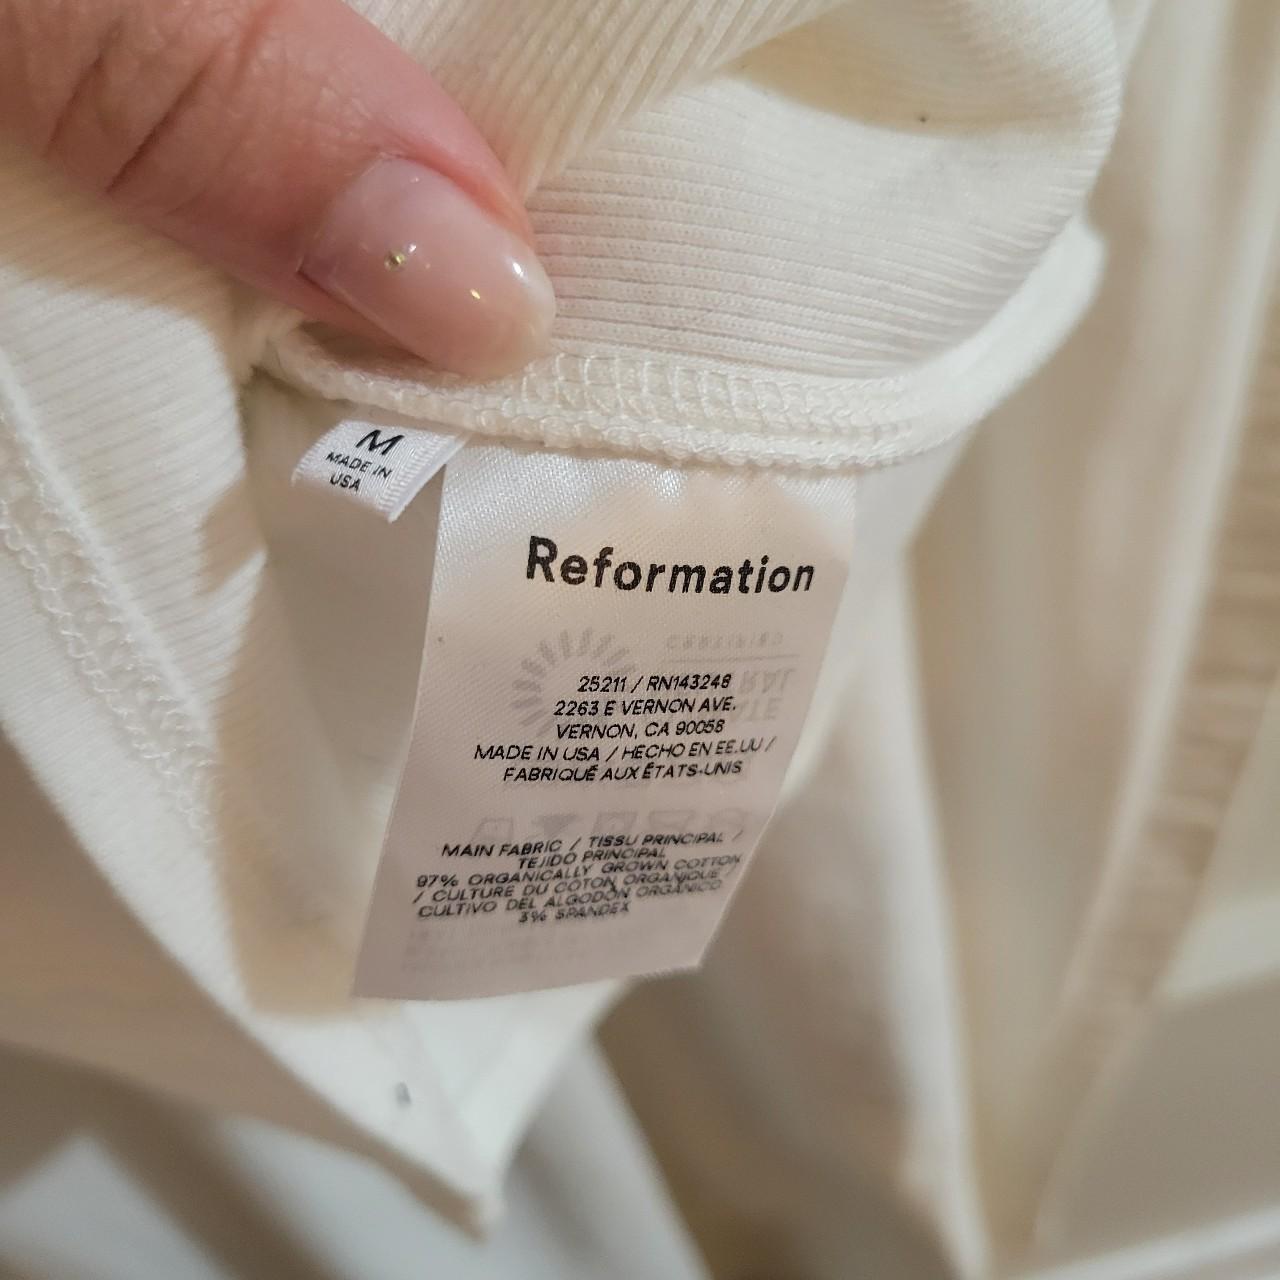 M
MADE IN
USA
Reformation
25211 / RN143248
2263 E VERNON AVE.
VERNON, CA 90058
MADE IN USA / HECHO EN EE.UU /
FABRIQUÉ AUX ÉTATS-UNIS
MAIN FABRIC / TISSU PRINCIPAL /
TEJIDO PRINCIPAL
97% ORGANICALLY GROWN COTTON
/ CULTURE DU COTON ORGANIQUE /
CULTIVO DEL ALGODÓN ORGÁNICO
3% SPANDEX